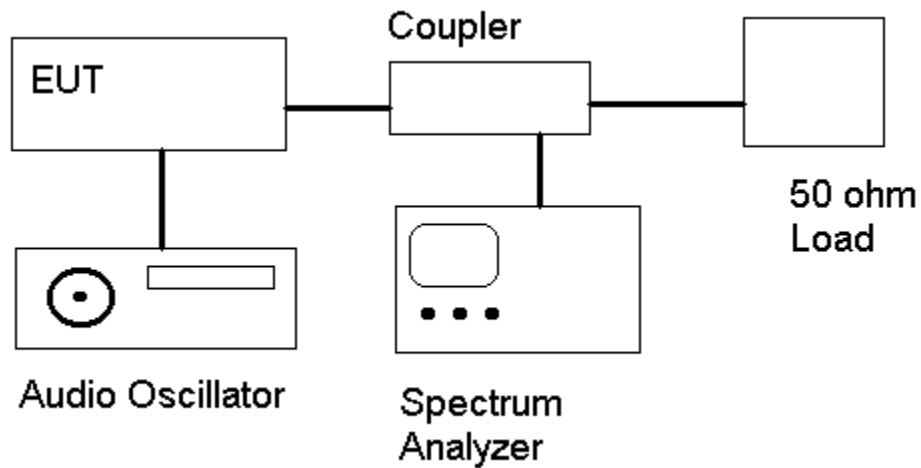 Coupler
EUT
50 ohm
Load
Audio Oscillator
Spectrum
Analyzer